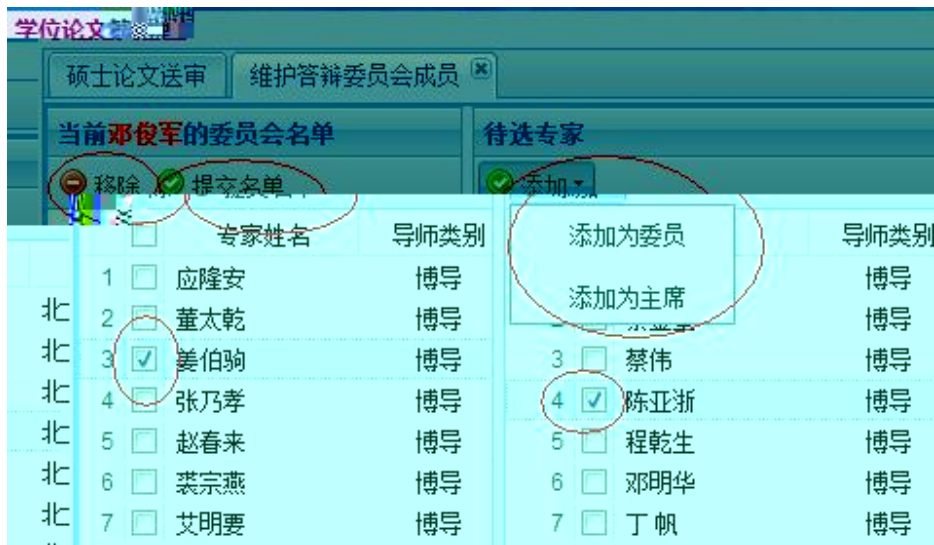 学位论文
硕士论文送审 维护答辩委员会成员
当前邓俊军的委员会名单 待选专家
移除 提交名单 添加
专家姓名 导师类别 添加为委员 导师类别
1 应隆安 博导 添加为主席 博导
北 2 董太乾 博导 博导
北 3 姜伯驹 博导 3 蔡伟 博导
北 4 张乃孝 博导 4 陈亚浙 博导
北 5 赵春来 博导 5 程乾生 博导
北 6 裘宗燕 博导 6 邓明华 博导
北 7 艾明要 博导 7 丁帆 博导